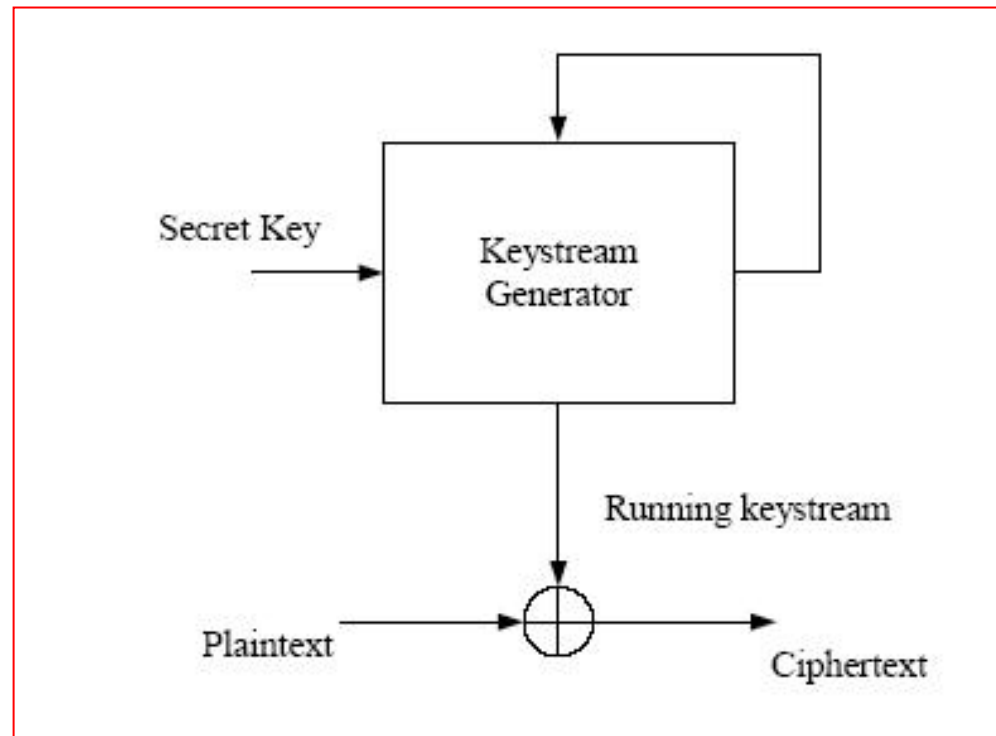 Secret Key
Keystream
Generator
Running keystream
Plaintext
Ciphertext